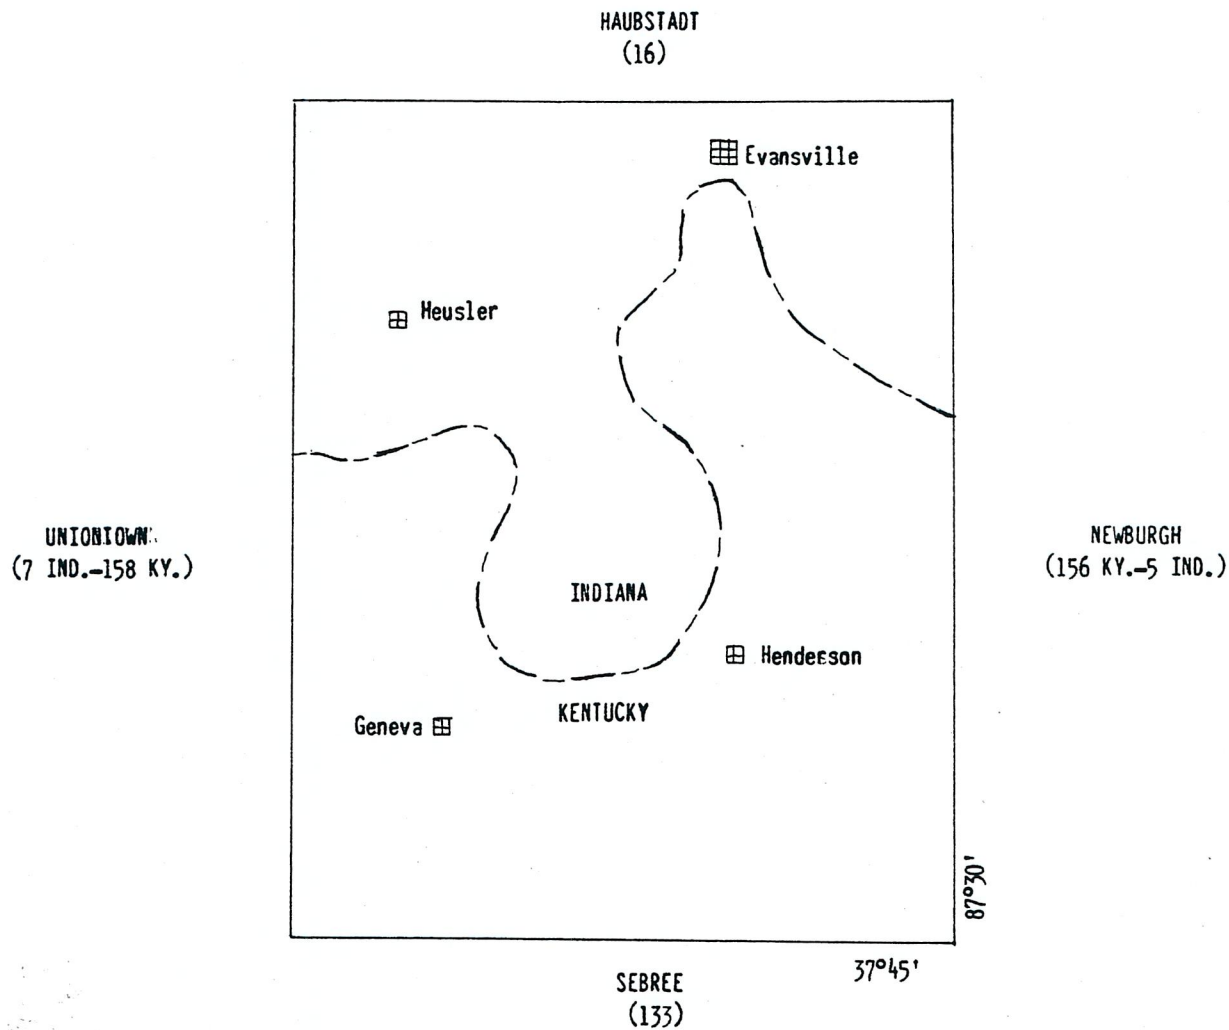 HAUBSTADT
(16)
Evansville
Heusler
UNIONTOWN
(7 IND.–158 KY.)
NEWBURGH
(156 KY.–5 IND.)
INDIANA
Henderson
KENTUCKY
Geneva
87°30'
37°45'
SEBREE
(133)